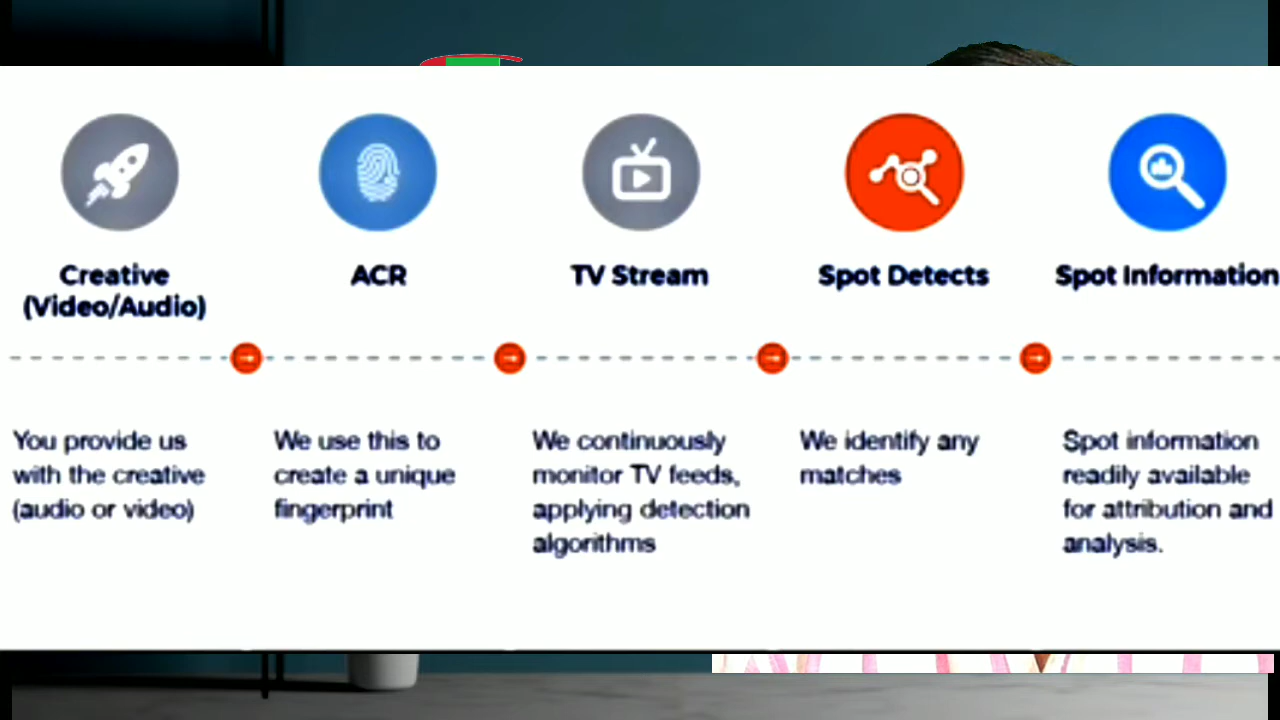 Creative
(Video/Audio)
ACR
TV Stream
Spot Detects
Spot Information
You provide us
with the creative
(audio or video)
We use this to
create a unique
fingerprint
We continuously
monitor TV feeds,
applying detection
algorithms
We identify any
matches
Spot information
readily available
for attribution and
analysis.